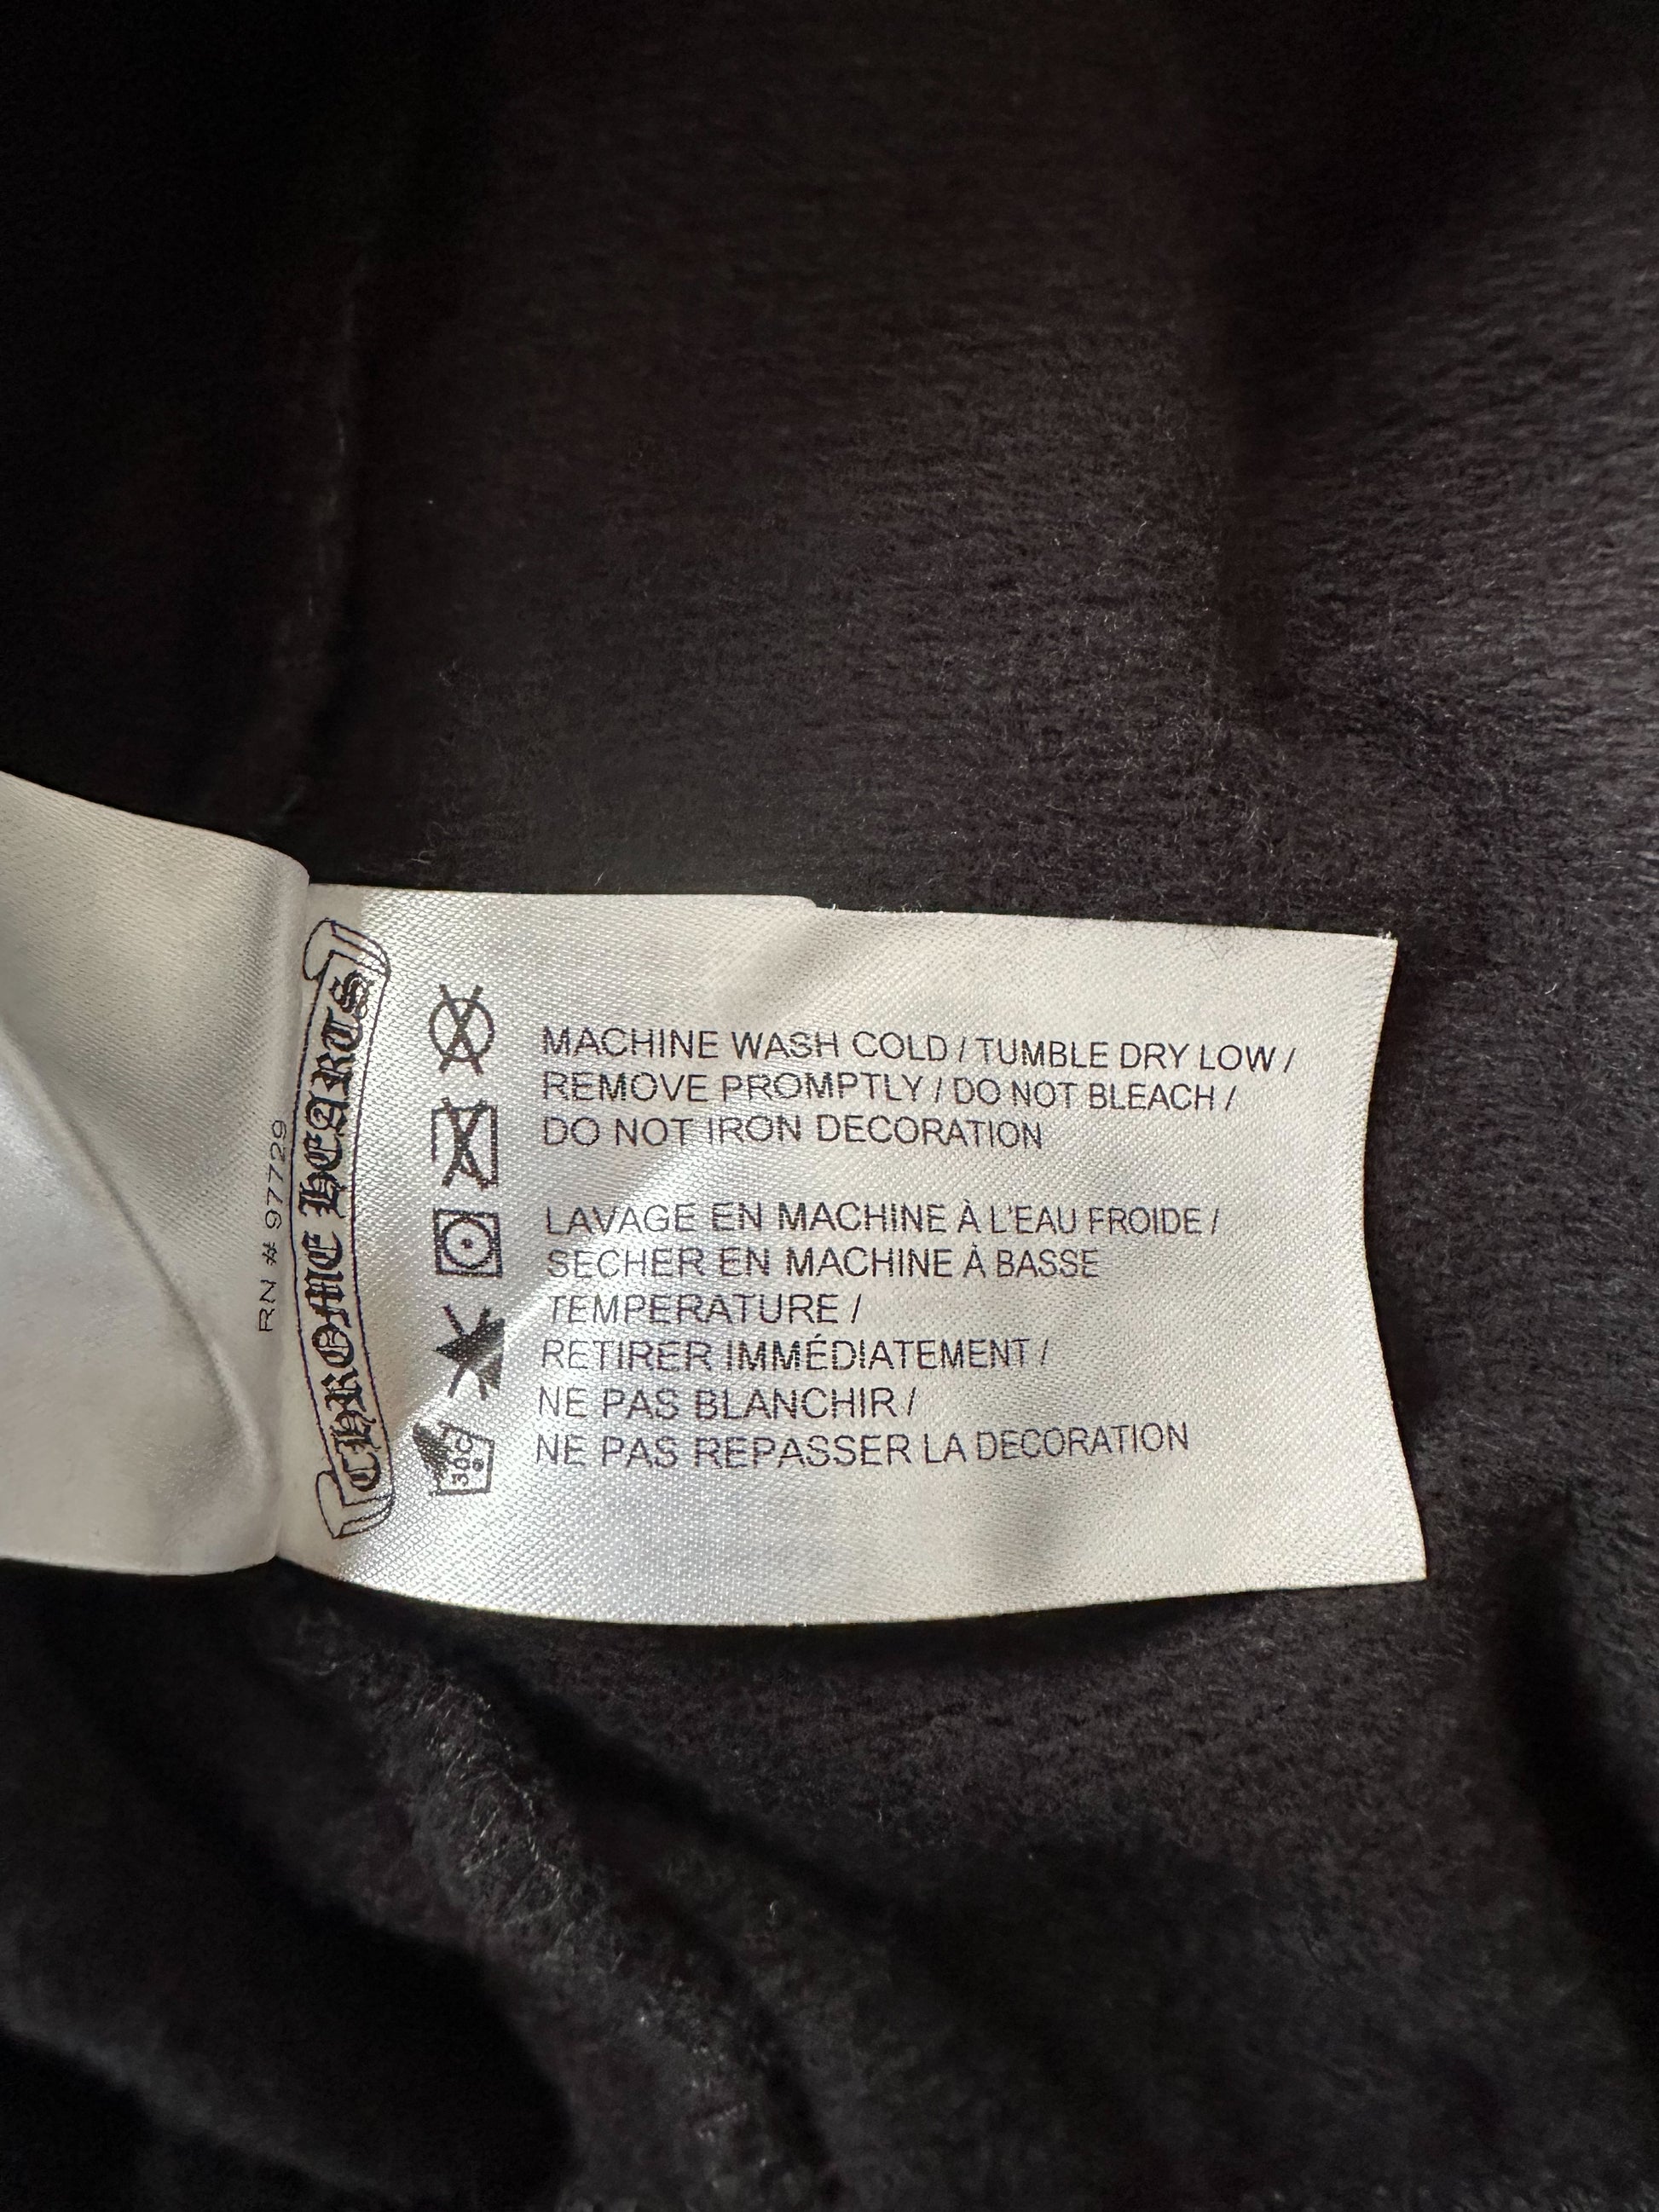 RN # 97729
CHROME HEARTS
MACHINE WASH COLD / TUMBLE DRY LOW /
REMOVE PROMPTLY / DO NOT BLEACH /
DO NOT IRON DECORATION
LAVAGE EN MACHINE À L'EAU FROIDE /
SECHER EN MACHINE À BASSE
TEMPERATURE /
RETIRER IMMÉDIATEMENT /
NE PAS BLANCHIR /
NE PAS REPASSER LA DECORATION
30C